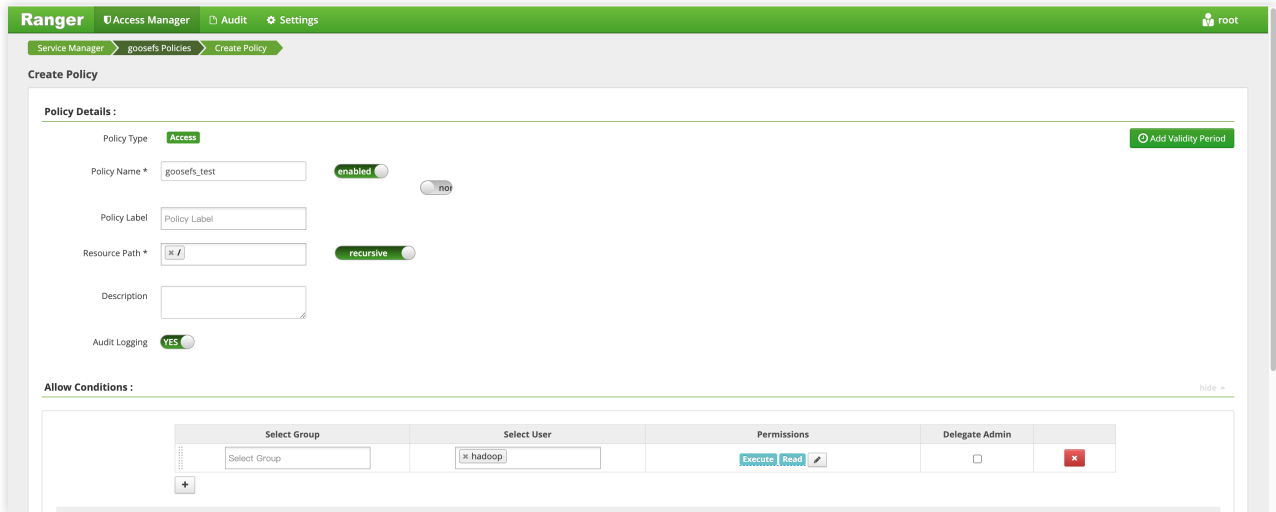 Ranger Access Manager Audit Settings root
Service Manager goosefs Policies Create Policy
Create Policy
Policy Details :
Policy Type Access Add Validity Period
Policy Name * goosefs_test enabled
nor
Policy Label Policy Label
Resource Path * × / recursive
Description
Audit Logging YES
Allow Conditions : hide
Select Group Select User Permissions Delegate Admin
Select Group × hadoop Execute Read ×
+